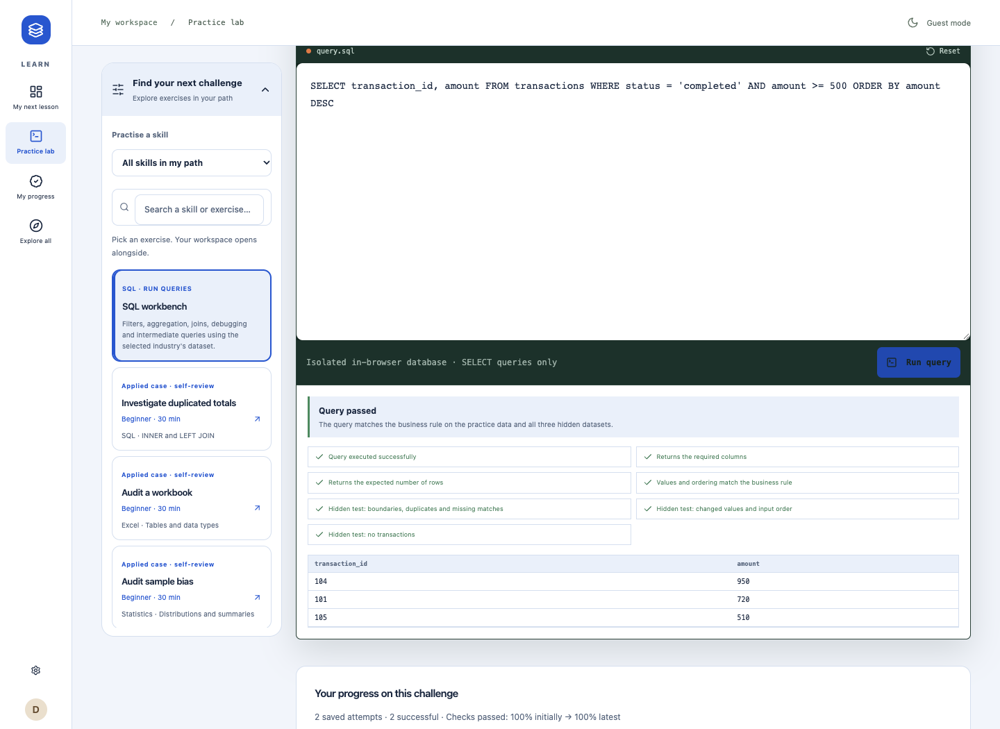 My workspace / Practice lab
Guest mode
LEARN
My next lesson
Practice lab
My progress
Explore all
D
Find your next challenge
Explore exercises in your path
Practise a skill
All skills in my path
Search a skill or exercise...
Pick an exercise. Your workspace opens
alongside.
SQL · RUN QUERIES
SQL workbench
Filters, aggregation, joins, debugging
and intermediate queries using the
selected industry's dataset.
Applied case · self-review
Investigate duplicated totals
Beginner · 30 min
SQL · INNER and LEFT JOIN
Applied case · self-review
Audit a workbook
Beginner · 30 min
Excel · Tables and data types
Applied case · self-review
Audit sample bias
Beginner · 30 min
Statistics · Distributions and summaries
query.sql
Reset
SELECT transaction_id, amount FROM transactions WHERE status = 'completed' AND amount >= 500 ORDER BY amount
DESC
Isolated in-browser database · SELECT queries only
Run query
Query passed
The query matches the business rule on the practice data and all three hidden datasets.
Query executed successfully
Returns the required columns
Returns the expected number of rows
Values and ordering match the business rule
Hidden test: boundaries, duplicates and missing matches
Hidden test: changed values and input order
Hidden test: no transactions
transaction_id amount
104 950
101 720
105 510
Your progress on this challenge
2 saved attempts · 2 successful · Checks passed: 100% initially → 100% latest